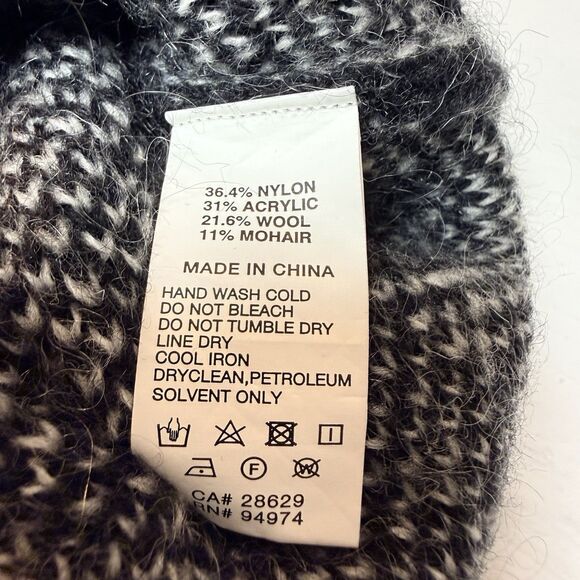 36.4% NYLON
31% ACRYLIC
21.6% WOOL
11% MOHAIR
MADE IN CHINA
HAND WASH COLD
DO NOT BLEACH
DO NOT TUMBLE DRY
LINE DRY
COOL IRON
DRYCLEAN,PETROLEUM
SOLVENT ONLY
F W
CA# 28629
RN# 94974